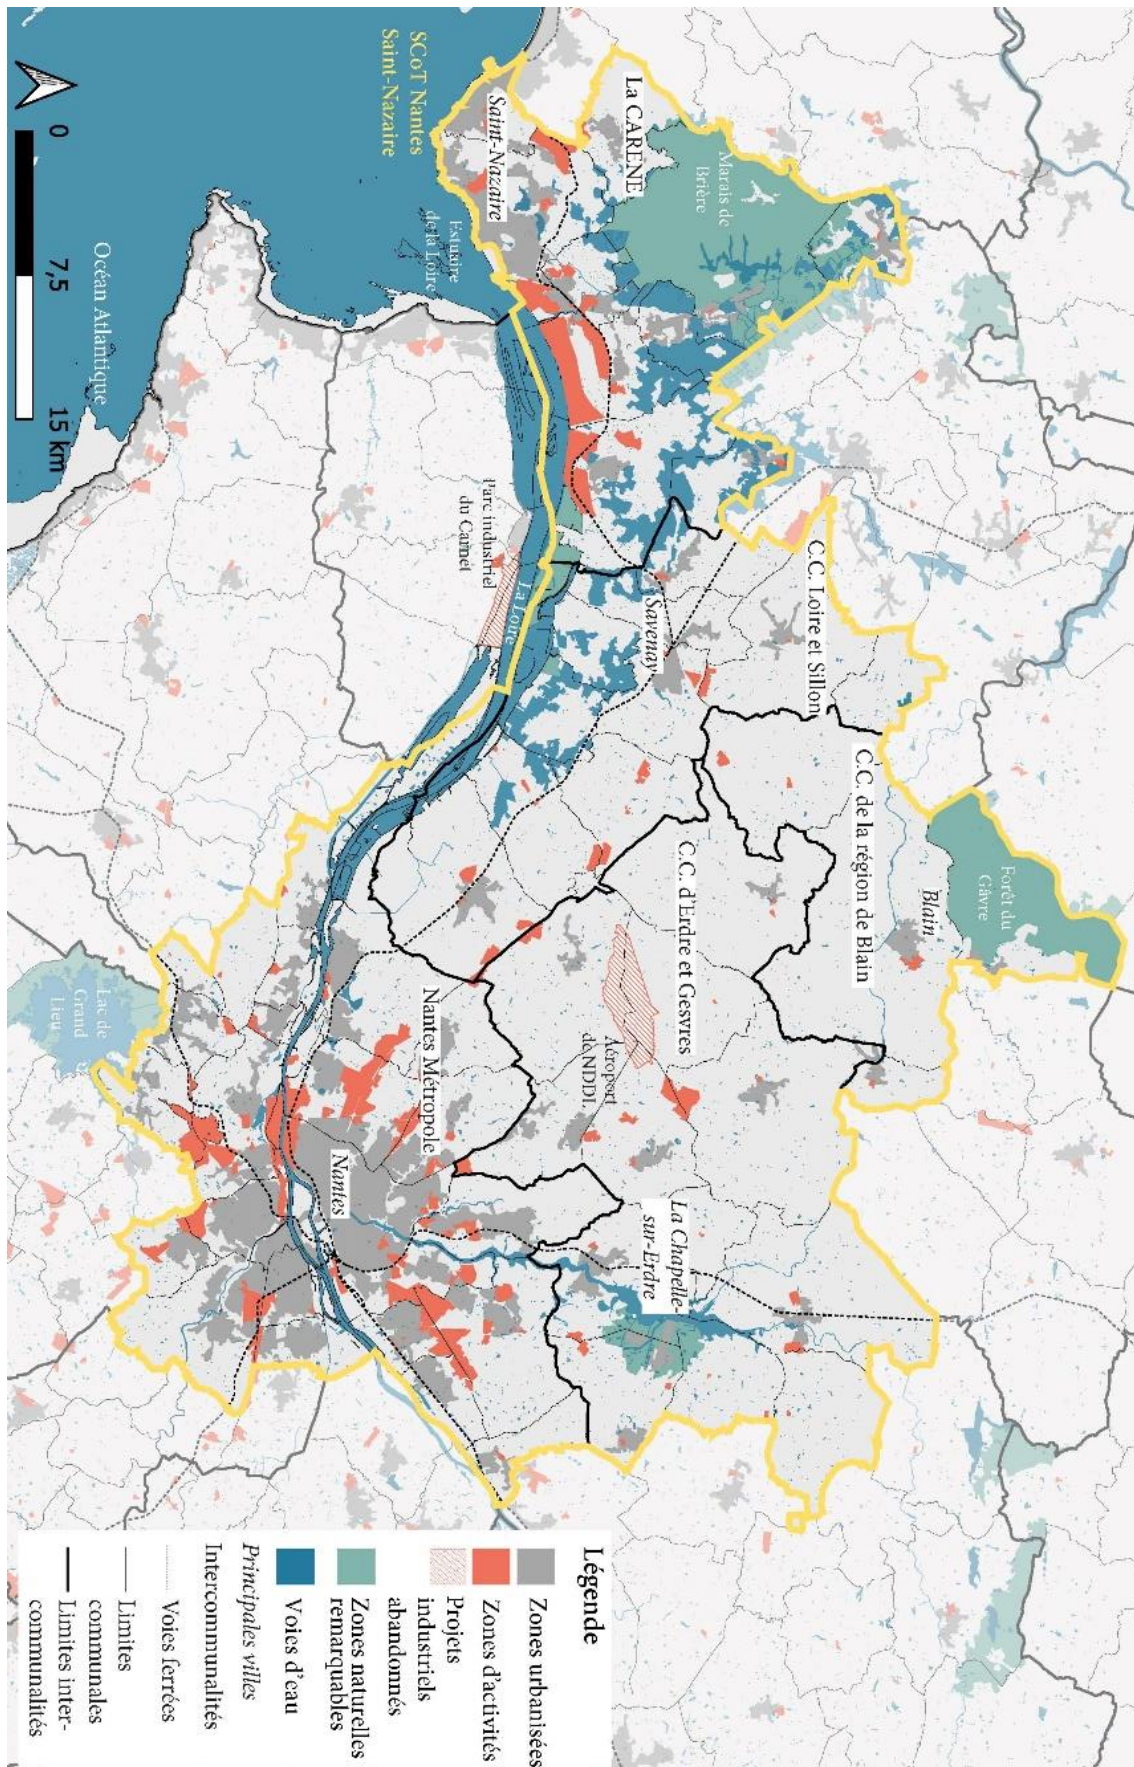 SCoT Nantes
Saint-Nazaire
0
7,5
15 km
Océan Atlantique
Estuaire
de la Loire
Saint-Nazaire
La CARENE
Marais de
Brière
Parc industriel
du Carnet
La Loire
Savenay
C.C. Loire et Sillon
C.C. de la région de Blain
Blain
Forêt du
Gâvre
C.C. d'Erdre et Gesvres
Aéroport
de NDDL
Nantes Métropole
Nantes
La Chapelle-
sur-Erdre
Lac de
Grand
Lieu
Légende
Zones urbanisées
Zones d'activités
Projets
industriels
abandonnés
Zones naturelles
remarquables
Voies d'eau
Principales villes
Intercommunalités
Voies ferrées
Limites
communales
Limites inter-
communalités